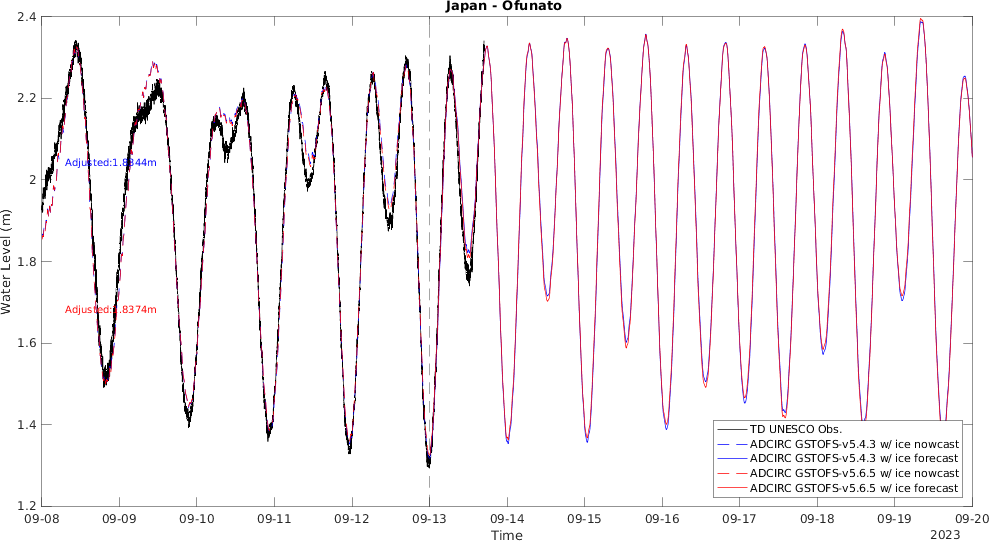 Japan - Ofunato
2.4
2.2
2
1.8
1.6
1.4
1.2
Water Level (m)
Adjusted:1.8344m
Adjusted:1.8374m
TD UNESCO Obs.
ADCIRC GSTOFS-v5.4.3 w/ ice nowcast
ADCIRC GSTOFS-v5.4.3 w/ ice forecast
ADCIRC GSTOFS-v5.6.5 w/ ice nowcast
ADCIRC GSTOFS-v5.6.5 w/ ice forecast
09-08 09-09 09-10 09-11 09-12 09-13 09-14 09-15 09-16 09-17 09-18 09-19 09-20
Time
2023